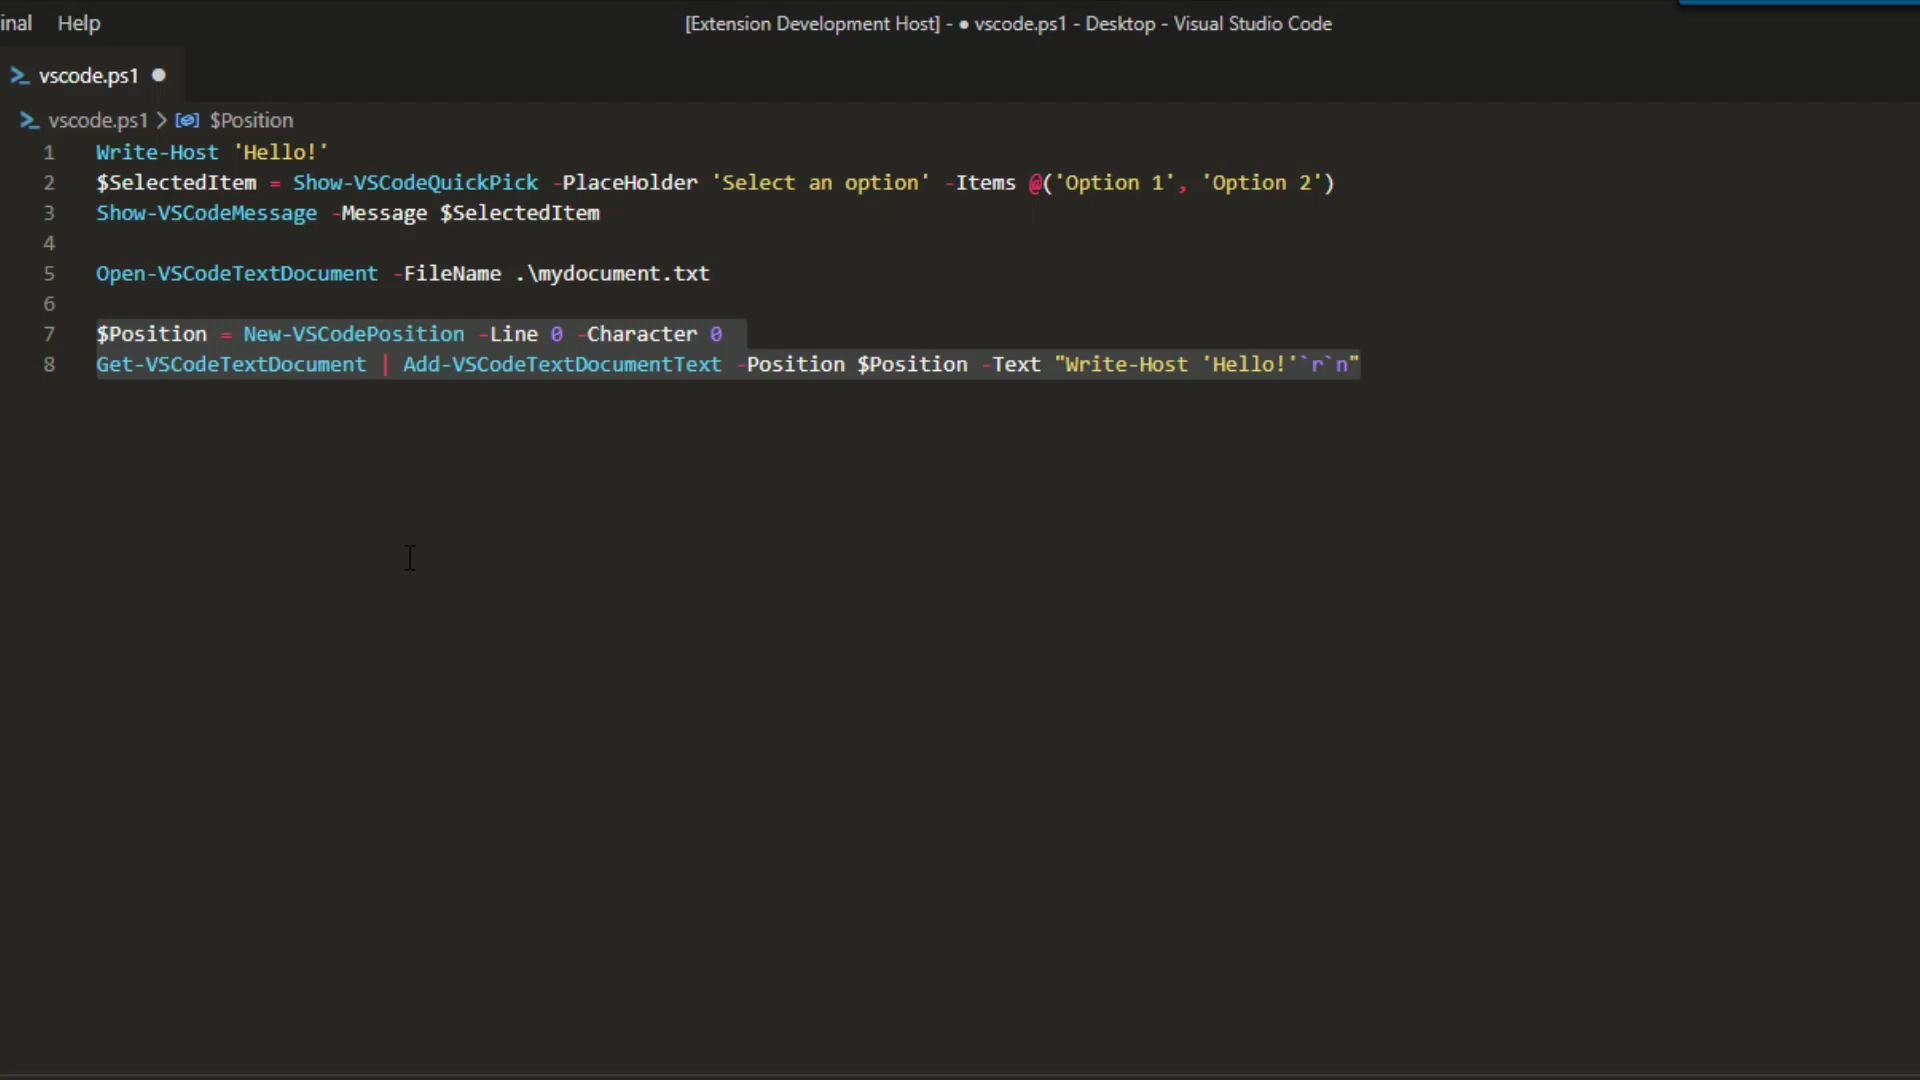 inal Help [Extension Development Host] - ● vscode.ps1 - Desktop - Visual Studio Code
vscode.ps1 ●
vscode.ps1 > $Position
1 Write-Host 'Hello!'
2 $SelectedItem = Show-VSCodeQuickPick -PlaceHolder 'Select an option' -Items @('Option 1', 'Option 2')
3 Show-VSCodeMessage -Message $SelectedItem
4
5 Open-VSCodeTextDocument -FileName .\mydocument.txt
6
7 $Position = New-VSCodePosition -Line 0 -Character 0
8 Get-VSCodeTextDocument | Add-VSCodeTextDocumentText -Position $Position -Text "Write-Host 'Hello!'`r`n"